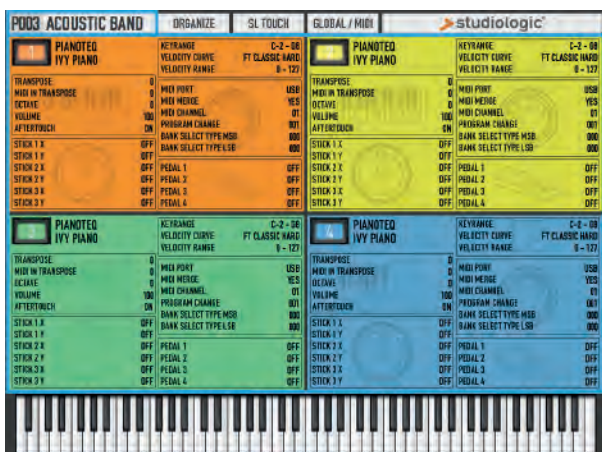 P003 ACOUSTIC BAND
ORGANIZE
SL TOUCH
GLOBAL / MIDI
studiologic
1
PIANOTEQ
IVY PIANO
KEYRANGE C-2 - G8
VELOCITY CURVE FT CLASSIC HARD
VELOCITY RANGE 0 - 127
TRANSPOSE 0
MIDI IN TRANSPOSE 0
OCTAVE 0
VOLUME 100
AFTERTOUCH ON
MIDI PORT USB
MIDI MERGE YES
MIDI CHANNEL 01
PROGRAM CHANGE 001
BANK SELECT TYPE MSB 000
BANK SELECT TYPE LSB 000
STICK 1 X OFF
STICK 1 Y OFF
STICK 2 X OFF
STICK 2 Y OFF
STICK 3 X OFF
STICK 3 Y OFF
PEDAL 1 OFF
PEDAL 2 OFF
PEDAL 3 OFF
PEDAL 4 OFF
PIANOTEQ
IVY PIANO
KEYRANGE C-2 - G8
VELOCITY CURVE FT CLASSIC HARD
VELOCITY RANGE 0 - 127
TRANSPOSE 0
MIDI IN TRANSPOSE 0
OCTAVE 0
VOLUME 100
AFTERTOUCH ON
MIDI PORT USB
MIDI MERGE YES
MIDI CHANNEL 01
PROGRAM CHANGE 001
BANK SELECT TYPE MSB 000
BANK SELECT TYPE LSB 000
STICK 1 X OFF
STICK 1 Y OFF
STICK 2 X OFF
STICK 2 Y OFF
STICK 3 X OFF
STICK 3 Y OFF
PEDAL 1 OFF
PEDAL 2 OFF
PEDAL 3 OFF
PEDAL 4 OFF
3
PIANOTEQ
IVY PIANO
KEYRANGE C-2 - G8
VELOCITY CURVE FT CLASSIC HARD
VELOCITY RANGE 0 - 127
TRANSPOSE 0
MIDI IN TRANSPOSE 0
OCTAVE 0
VOLUME 100
AFTERTOUCH ON
MIDI PORT USB
MIDI MERGE YES
MIDI CHANNEL 01
PROGRAM CHANGE 001
BANK SELECT TYPE MSB 000
BANK SELECT TYPE LSB 000
STICK 1 X OFF
STICK 1 Y OFF
STICK 2 X OFF
STICK 2 Y OFF
STICK 3 X OFF
STICK 3 Y OFF
PEDAL 1 OFF
PEDAL 2 OFF
PEDAL 3 OFF
PEDAL 4 OFF
4
PIANOTEQ
IVY PIANO
KEYRANGE C-2 - G8
VELOCITY CURVE FT CLASSIC HARD
VELOCITY RANGE 0 - 127
TRANSPOSE 0
MIDI IN TRANSPOSE 0
OCTAVE 0
VOLUME 100
AFTERTOUCH ON
MIDI PORT USB
MIDI MERGE YES
MIDI CHANNEL 01
PROGRAM CHANGE 001
BANK SELECT TYPE MSB 000
BANK SELECT TYPE LSB 000
STICK 1 X OFF
STICK 1 Y OFF
STICK 2 X OFF
STICK 2 Y OFF
STICK 3 X OFF
STICK 3 Y OFF
PEDAL 1 OFF
PEDAL 2 OFF
PEDAL 3 OFF
PEDAL 4 OFF